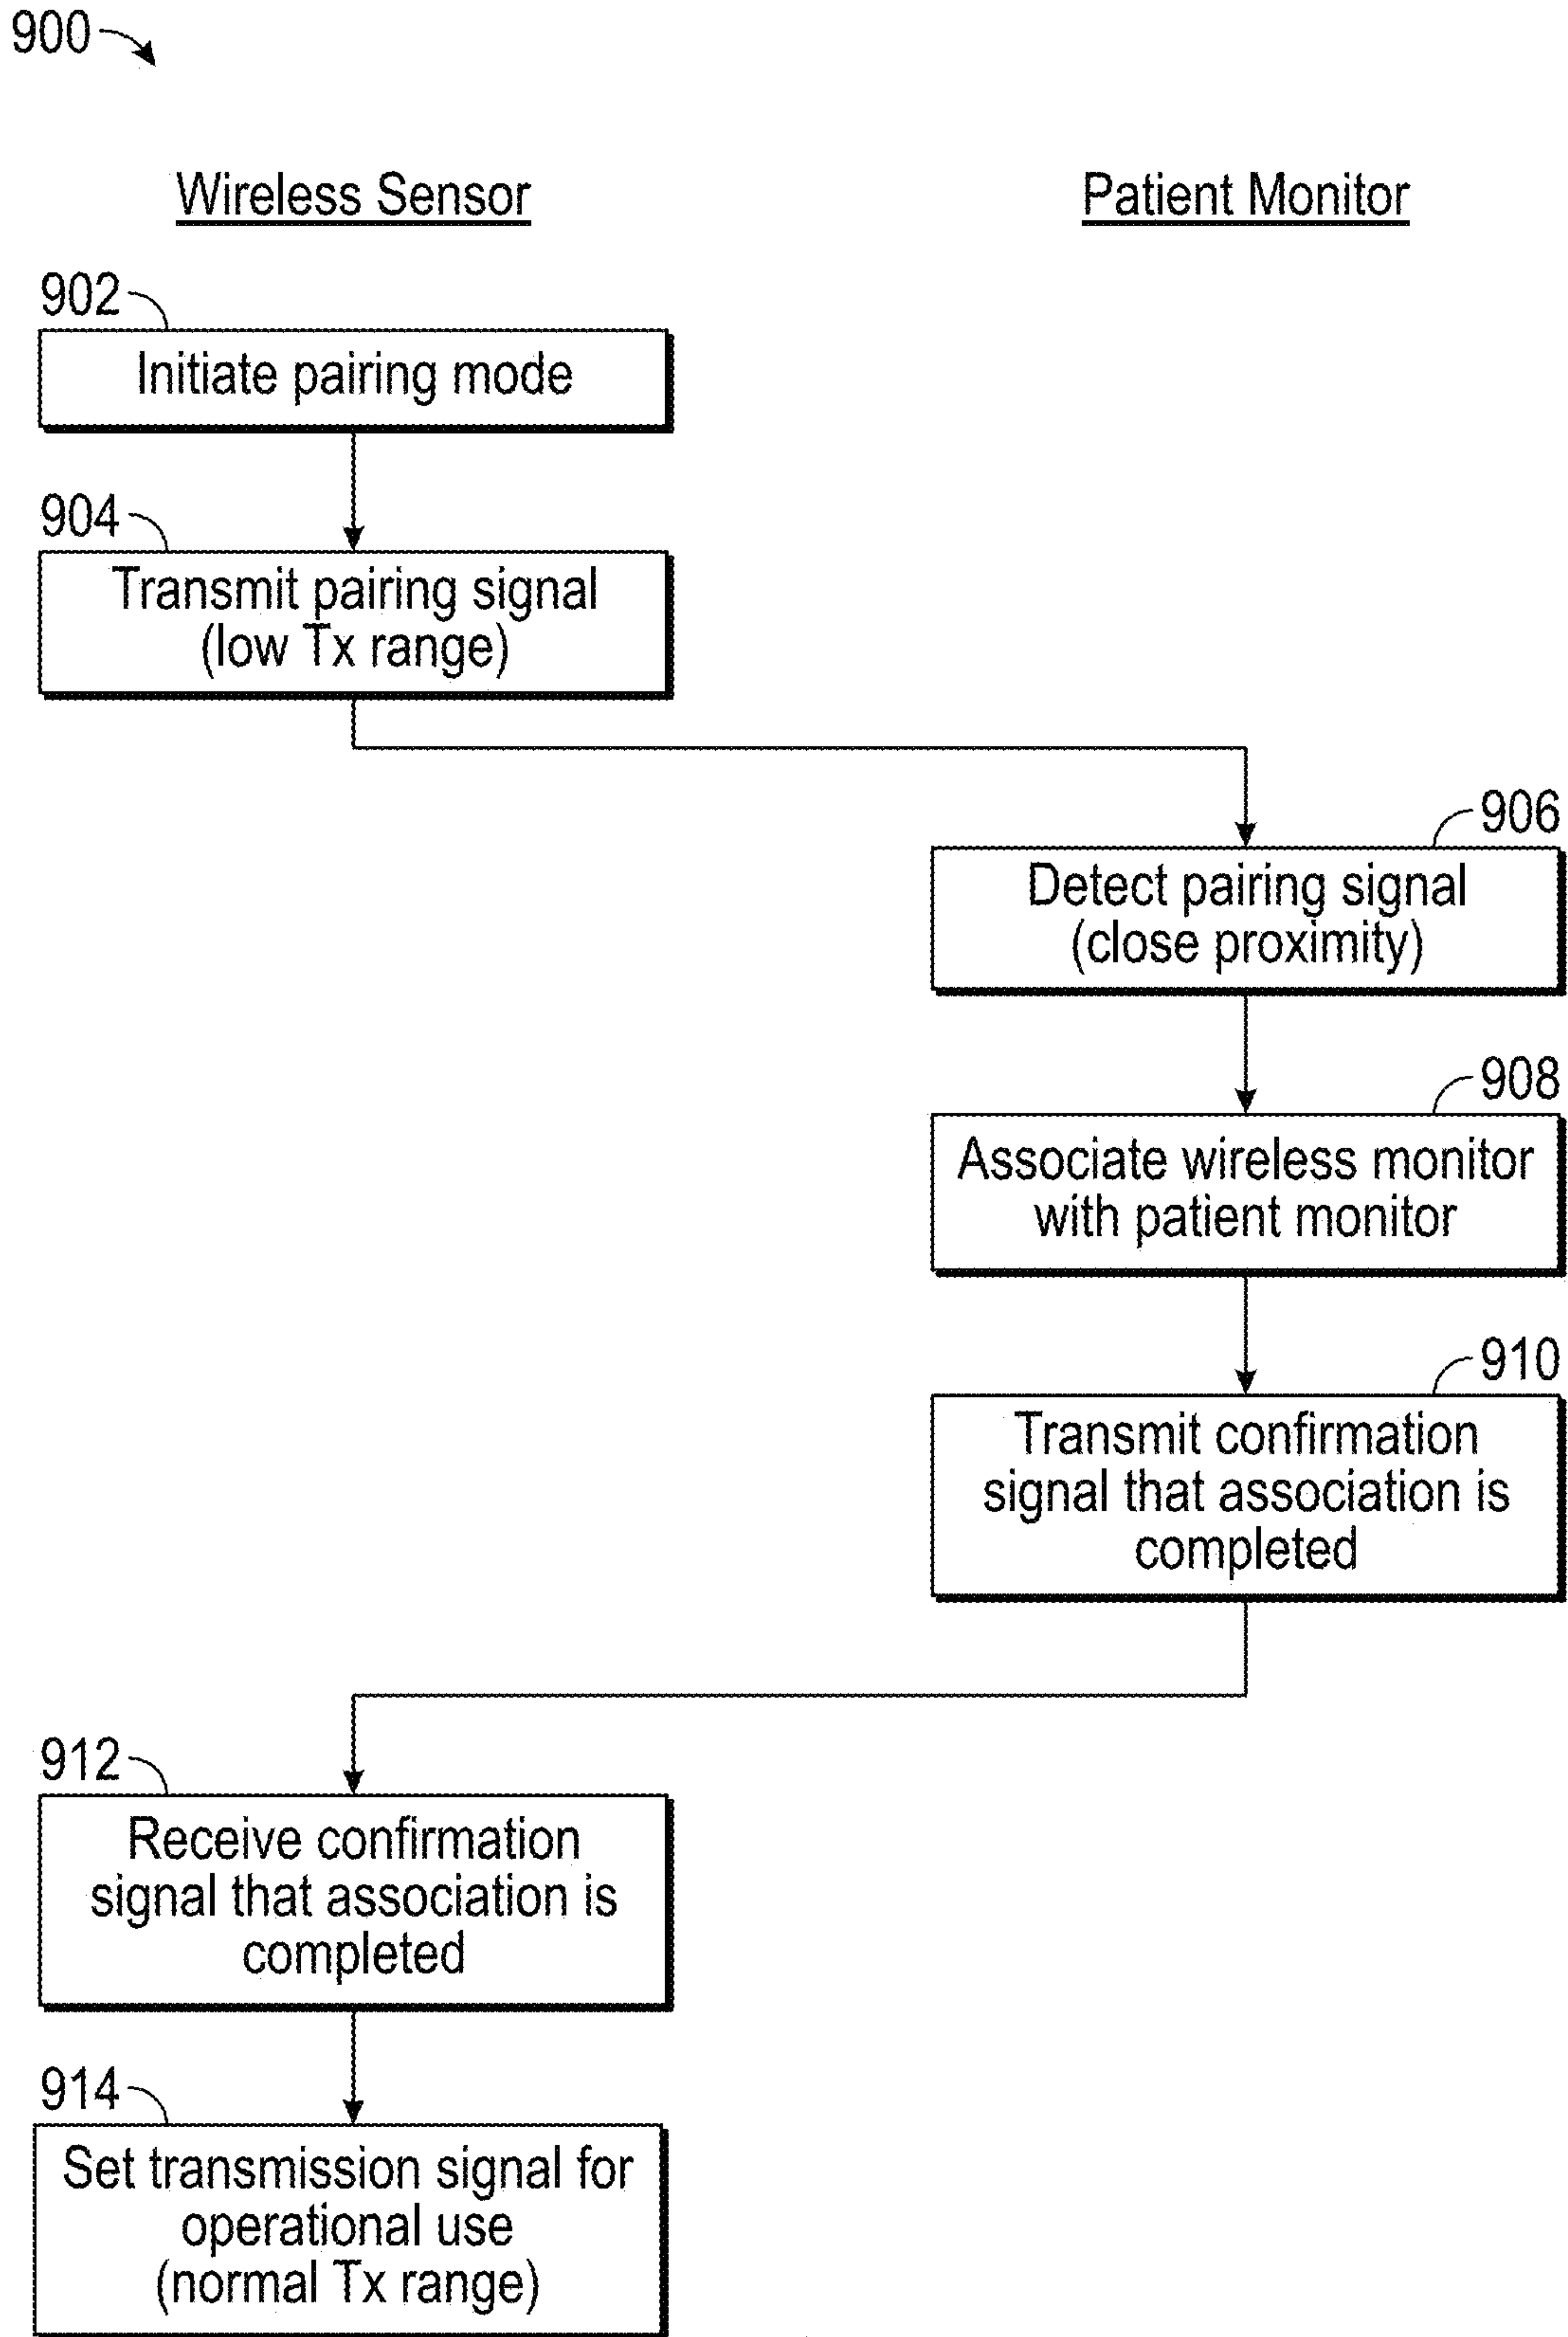 900
Wireless Sensor
Patient Monitor
902
Initiate pairing mode
904
Transmit pairing signal
(low Tx range)
906
Detect pairing signal
(close proximity)
908
Associate wireless monitor
with patient monitor
910
Transmit confirmation
signal that association is
completed
912
Receive confirmation
signal that association is
completed
914
Set transmission signal for
operational use
(normal Tx range)